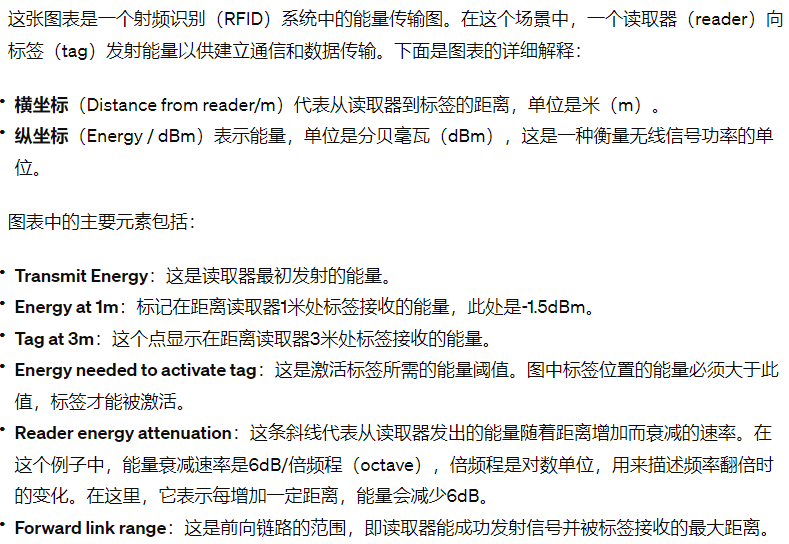 这张图表是一个射频识别（RFID）系统中的能量传输图。在这个场景中，一个读取器（reader）向
标签（tag）发射能量以供建立通信和数据传输。下面是图表的详细解释：
• 横坐标（Distance from reader/m）代表从读取器到标签的距离，单位是米（m）。
• 纵坐标（Energy / dBm）表示能量，单位是分贝毫瓦（dBm），这是一种衡量无线信号功率的单
位。
图表中的主要元素包括：
• Transmit Energy：这是读取器最初发射的能量。
• Energy at 1m：标记在距离读取器1米处标签接收的能量，此处是-1.5dBm。
• Tag at 3m：这个点显示在距离读取器3米处标签接收的能量。
• Energy needed to activate tag：这是激活标签所需的能量阈值。图中标签位置的能量必须大于此
值，标签才能被激活。
• Reader energy attenuation：这条斜线代表从读取器发出的能量随着距离增加而衰减的速率。在
这个例子中，能量衰减速率是6dB/倍频程（octave），倍频程是对数单位，用来描述频率翻倍时
的变化。在这里，它表示每增加一定距离，能量会减少6dB。
• Forward link range：这是前向链路的范围，即读取器能成功发射信号并被标签接收的最大距离。